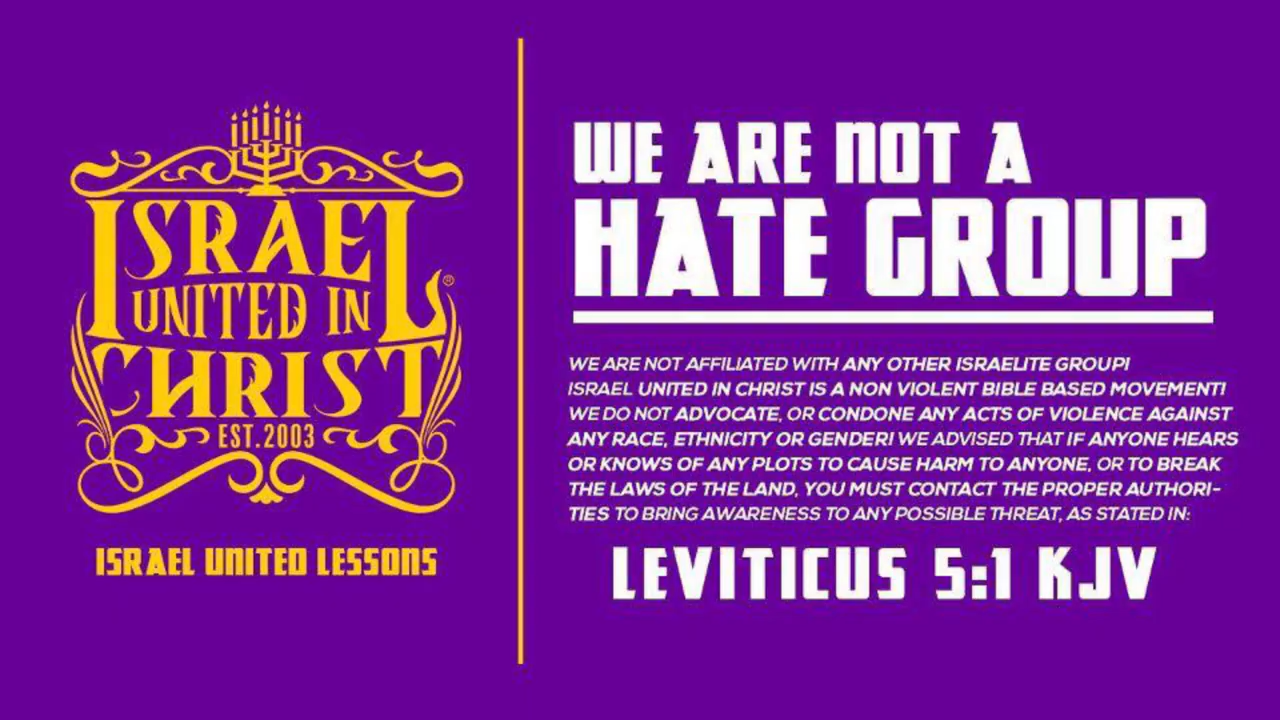 ISRAEL
UNITED IN
CHRIST
EST.2003
ISRAEL UNITED LESSONS
WE ARE NOT A
HATE GROUP
WE ARE NOT AFFILIATED WITH ANY OTHER ISRAELITE GROUP!
ISRAEL UNITED IN CHRIST IS A NON VIOLENT BIBLE BASED MOVEMENT!
WE DO NOT ADVOCATE, OR CONDONE ANY ACTS OF VIOLENCE AGAINST
ANY RACE, ETHNICITY OR GENDER! WE ADVISED THAT IF ANYONE HEARS
OR KNOWS OF ANY PLOTS TO CAUSE HARM TO ANYONE, OR TO BREAK
THE LAWS OF THE LAND, YOU MUST CONTACT THE PROPER AUTHORI-
TIES TO BRING AWARENESS TO ANY POSSIBLE THREAT, AS STATED IN:
LEVITICUS 5:1 KJV